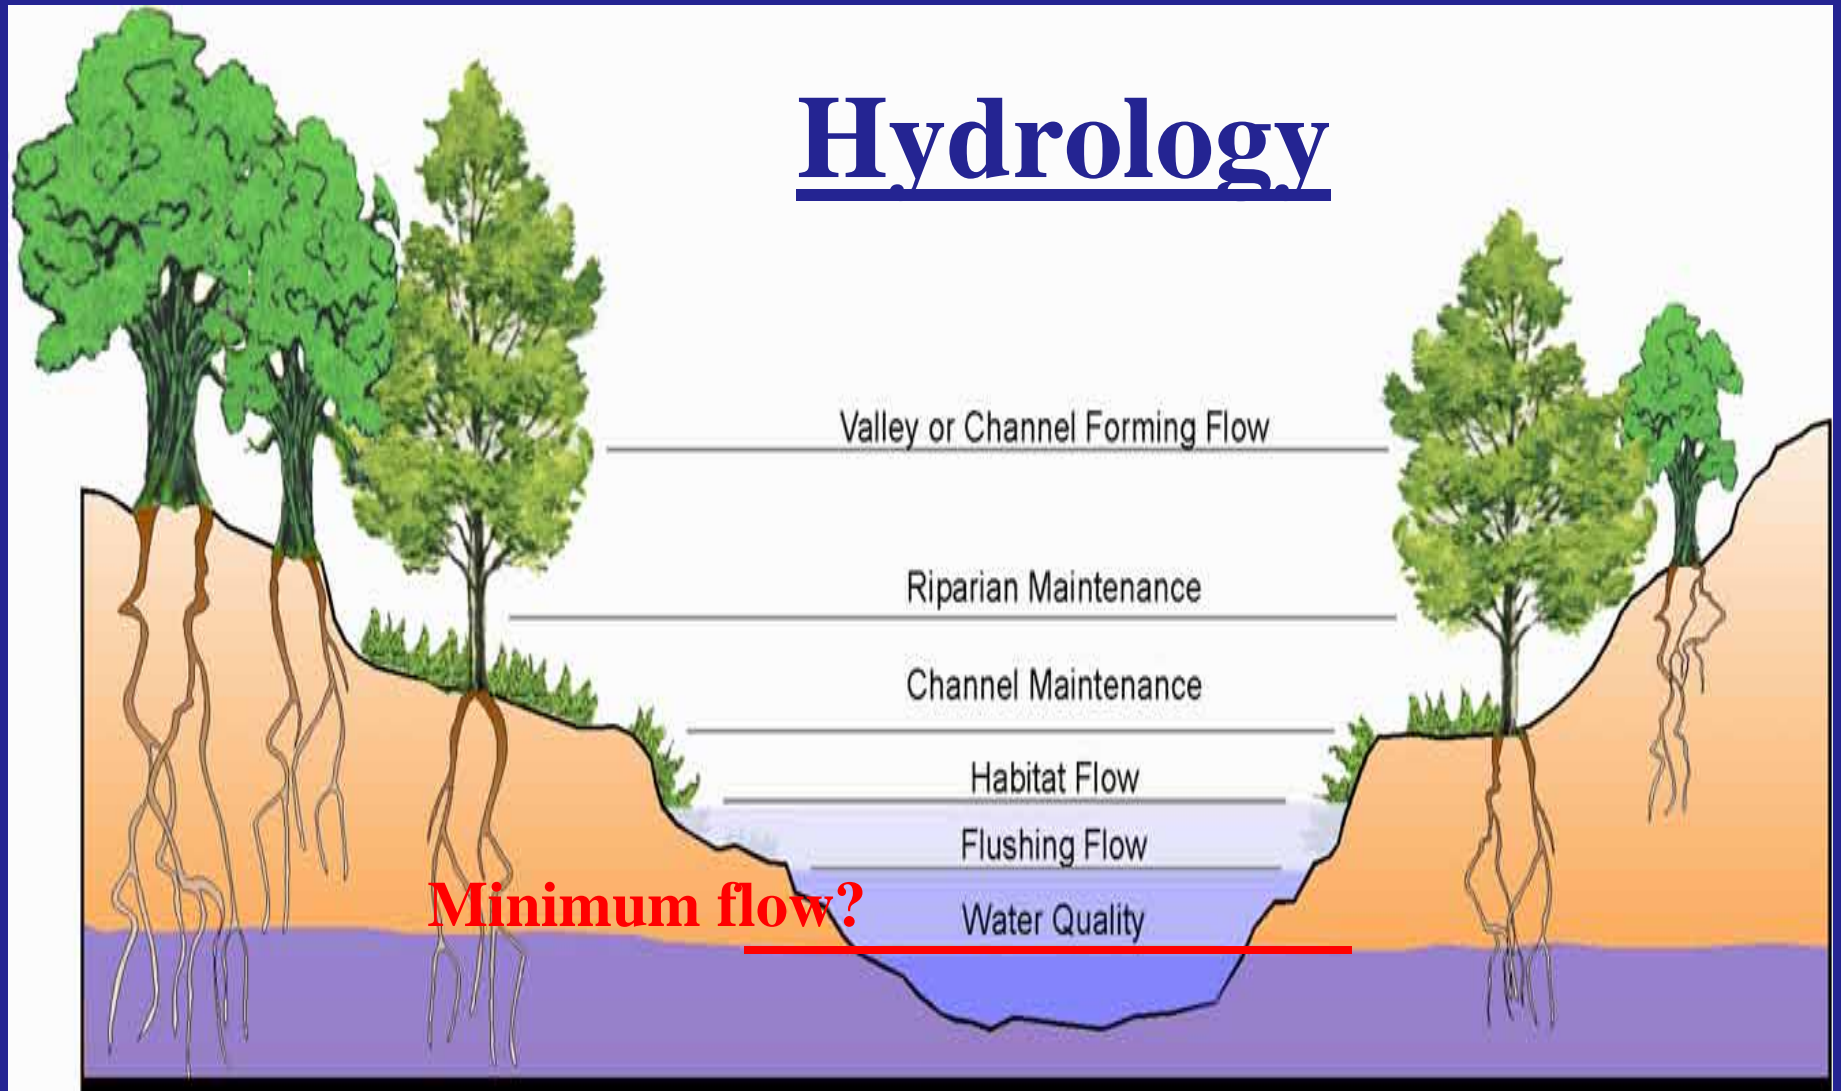 Hydrology
Valley or Channel Forming Flow
Riparian Maintenance
Channel Maintenance
Habitat Flow
Flushing Flow
Minimum flow?
Water Quality